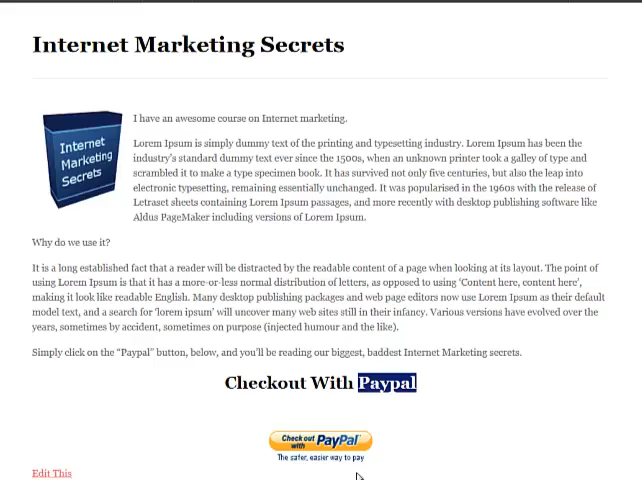 Internet Marketing Secrets
Internet
Marketing
Secrets
I have an awesome course on Internet marketing.
Lorem Ipsum is simply dummy text of the printing and typesetting industry. Lorem Ipsum has been the
industry's standard dummy text ever since the 1500s, when an unknown printer took a galley of type and
scrambled it to make a type specimen book. It has survived not only five centuries, but also the leap into
electronic typesetting, remaining essentially unchanged. It was popularised in the 1960s with the release of
Letraset sheets containing Lorem Ipsum passages, and more recently with desktop publishing software like
Aldus PageMaker including versions of Lorem Ipsum.
Why do we use it?
It is a long established fact that a reader will be distracted by the readable content of a page when looking at its layout. The point of
using Lorem Ipsum is that it has a more-or-less normal distribution of letters, as opposed to using 'Content here, content here',
making it look like readable English. Many desktop publishing packages and web page editors now use Lorem Ipsum as their default
model text, and a search for 'lorem ipsum' will uncover many web sites still in their infancy. Various versions have evolved over the
years, sometimes by accident, sometimes on purpose (injected humour and the like).
Simply click on the “Paypal” button, below, and you'll be reading our biggest, baddest Internet Marketing secrets.
Checkout With Paypal
Check out
with PayPal
The safer, easier way to pay
Edit This